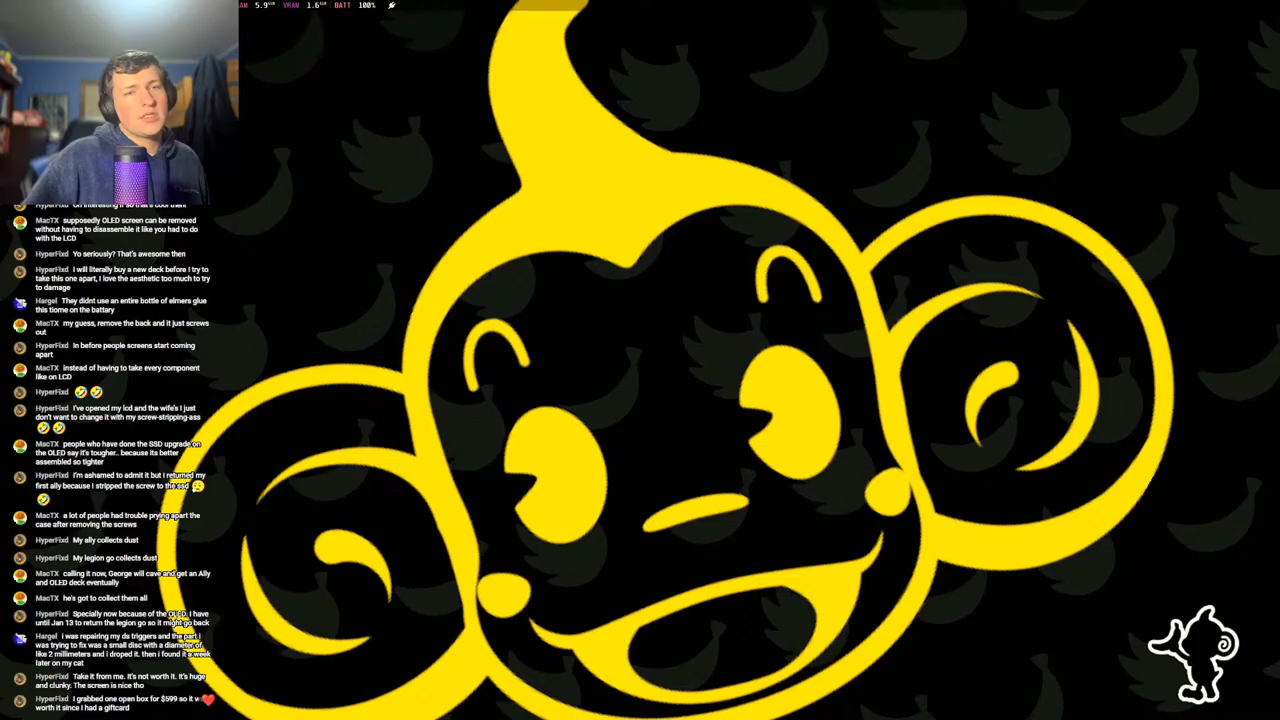 AM 5.9GiB VRAM 1.6GiB BATT 100%
MacTX supposedly OLED screen can be removed
without having to disassemble it like you had to do
with the LCD
HyperFixd Yo seriously? That's awesome then
HyperFixd I will literally buy a new deck before I try to
take this one apart, I love the aesthetic too much to try
to damage
Hargel They didnt use an entire bottle of elmers glue
this tiome on the battary
MacTX my guess, remove the back and it just screws
out
HyperFixd In before people screens start coming
apart
MacTX instead of having to take every component
like on LCD
HyperFixd 🤣 🤣
HyperFixd I've opened my lcd and the wife's I just
don't want to change it with my screw-stripping-ass
🤣 🤣
MacTX people who have done the SSD upgrade on
the OLED say it's tougher.. because its better
assembled so tighter
HyperFixd I'm ashamed to admit it but I returned my
first ally because i stripped the screw to the ssd
🤣
MacTX a lot of people had trouble prying apart the
case after removing the screws
HyperFixd My ally collects dust
HyperFixd My legion go collects dust
MacTX calling it now, George will cave and get an Ally
and OLED deck eventually
MacTX he's got to collect them all
HyperFixd Specially now because of the OLED. I have
until Jan 13 to return the legion go so it might go back
Hargel i was repairing my ds triggers and the part i
was trying to fix was a small disc with a diameter of
like 2 millimeters and i droped it. then i found it a week
later on my cat
HyperFixd Take it from me. It's not worth it. It's huge
and clunky. The screen is nice tho
HyperFixd I grabbed one open box for $599 so it
worth it since I had a giftcard